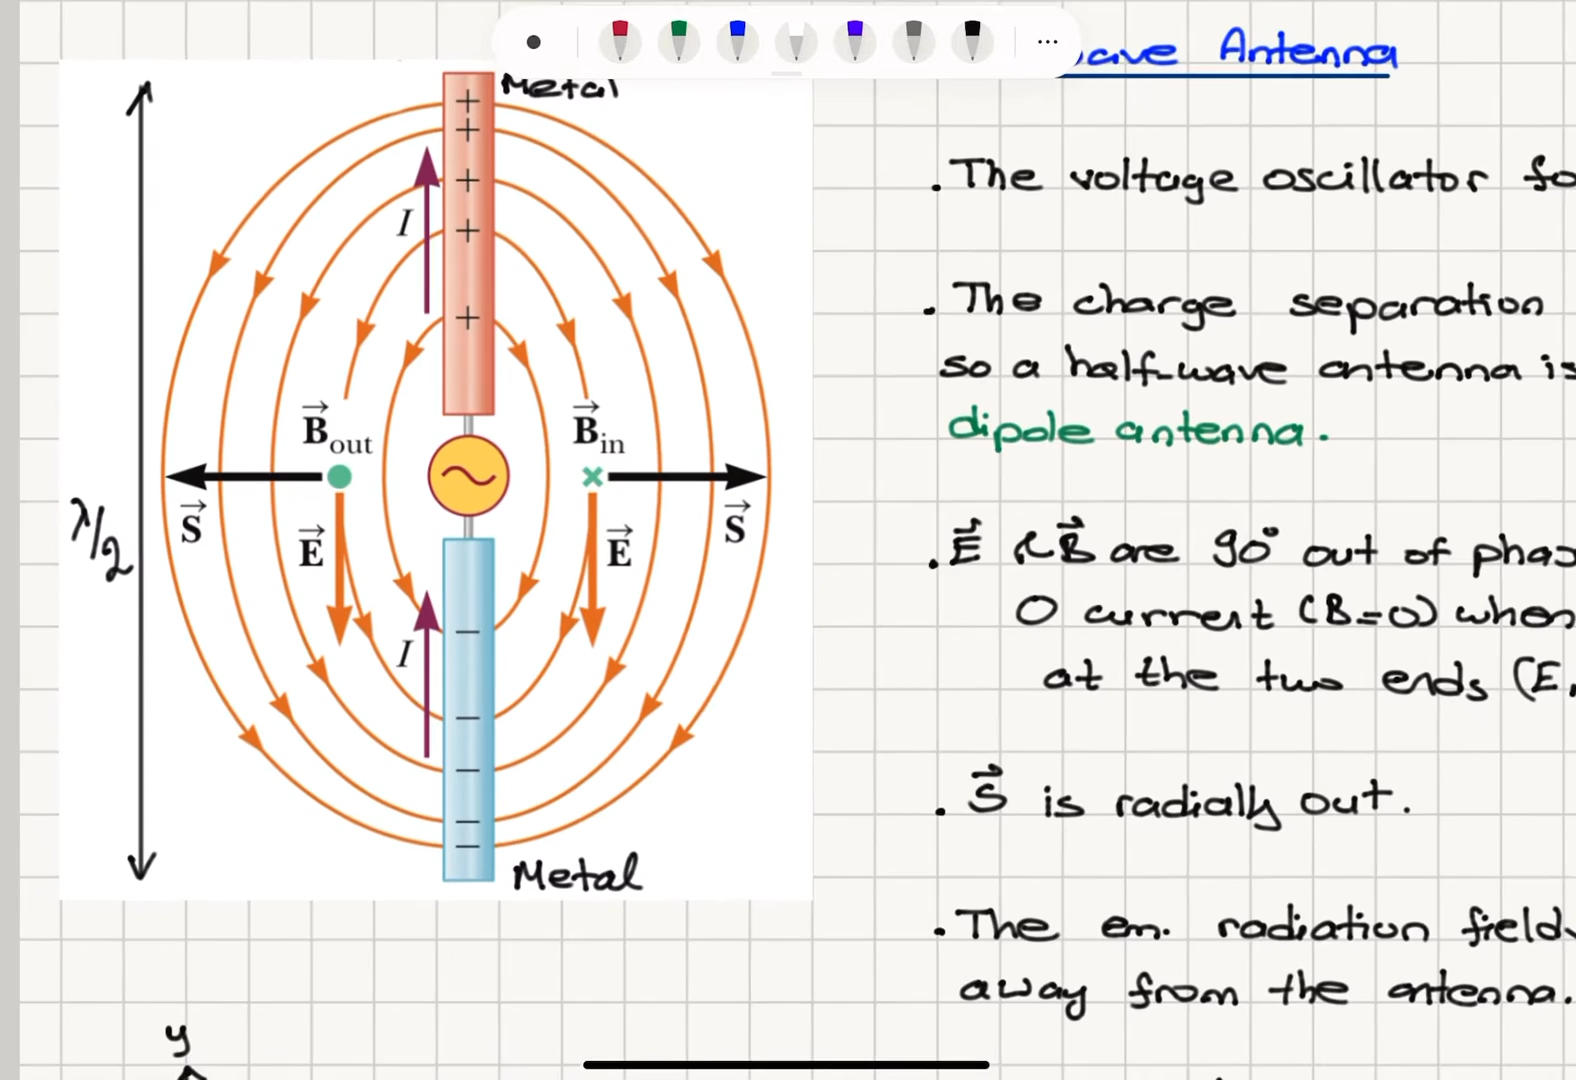 ave Antenna
Metal
+
+
+
+
+
I
B out
B in
S
S
E
E
λ/2
I
−
−
−
−
−
Metal
y
. The voltage oscillator fo
. The charge separation
so a half-wave antenna is
dipole antenna.
. E & B are 90° out of phas
0 current (B=0) when
at the two ends (E,
. S is radially out.
. The em. radiation field
away from the antenna.